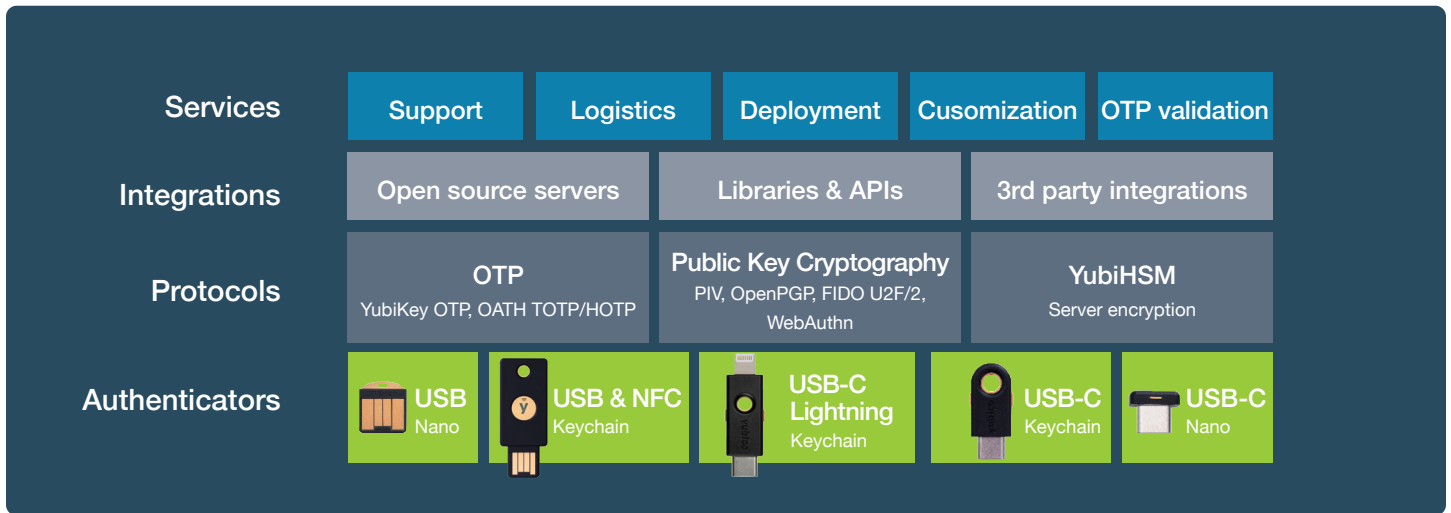 Services
Support
Logistics
Deployment
Cusomization
OTP validation
Integrations
Open source servers
Libraries & APIs
3rd party integrations
Protocols
OTP
YubiKey OTP, OATH TOTP/HOTP
Public Key Cryptography
PIV, OpenPGP, FIDO U2F/2,
WebAuthn
YubiHSM
Server encryption
Authenticators
USB
Nano
y
USB & NFC
Keychain
yubico
USB-C
Lightning
Keychain
yubico
USB-C
Keychain
USB-C
Nano